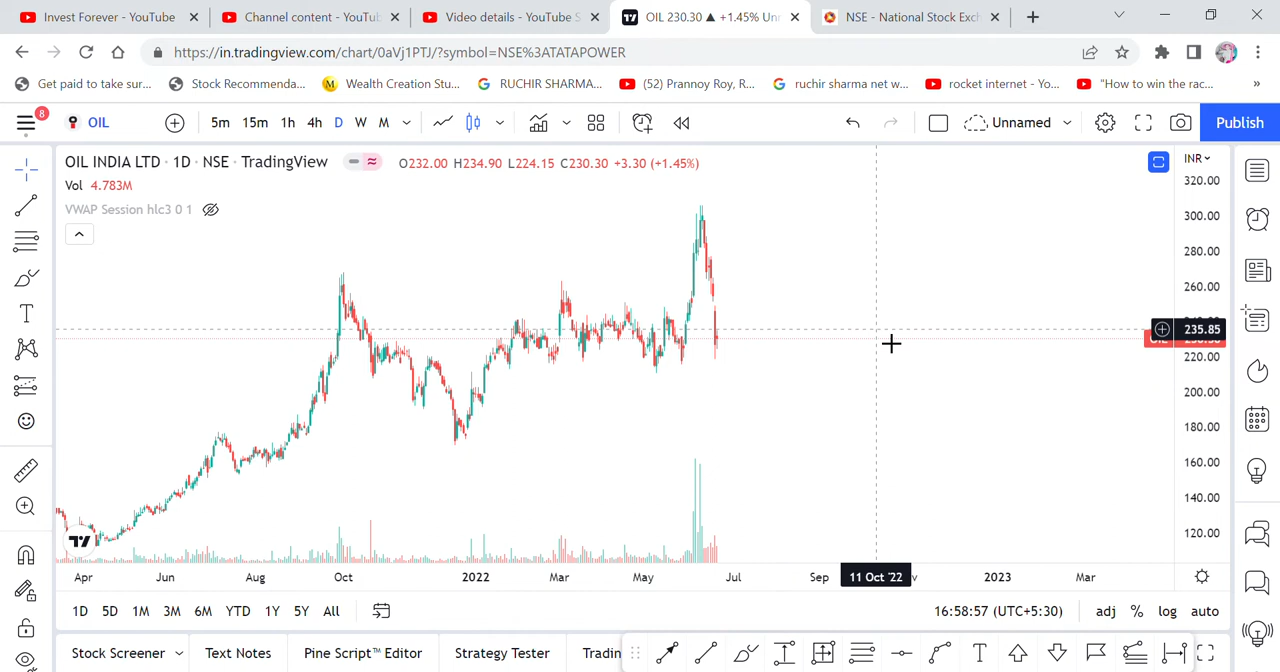 Invest Forever - YouTube
Channel content - YouTu
Video details - YouTube S
OIL 230.30 ▲ +1.45% Unn
NSE - National Stock Exch
https://in.tradingview.com/chart/0aVj1PTJ/?symbol=NSE%3ATATAPOWER
Get paid to take sur...
Stock Recommenda...
Wealth Creation Stu...
RUCHIR SHARMA...
(52) Prannoy Roy, R...
ruchir sharma net w...
rocket internet - Yo...
"How to win the rac...
»
8
OIL
5m 15m 1h 4h D W M
Unnamed
Publish
OIL INDIA LTD · 1D · NSE · TradingView
O232.00 H234.90 L224.15 C230.30 +3.30 (+1.45%)
INR
Vol 4.783M
VWAP Session hlc3 0 1
320.00
300.00
280.00
260.00
235.85
220.00
200.00
180.00
160.00
140.00
120.00
Apr Jun Aug Oct 2022 Mar May Jul Sep 11 Oct '22 v 2023 Mar
1D 5D 1M 3M 6M YTD 1Y 5Y All
16:58:57 (UTC+5:30)
adj % log auto
Stock Screener
Text Notes
Pine Script™ Editor
Strategy Tester
Tradin